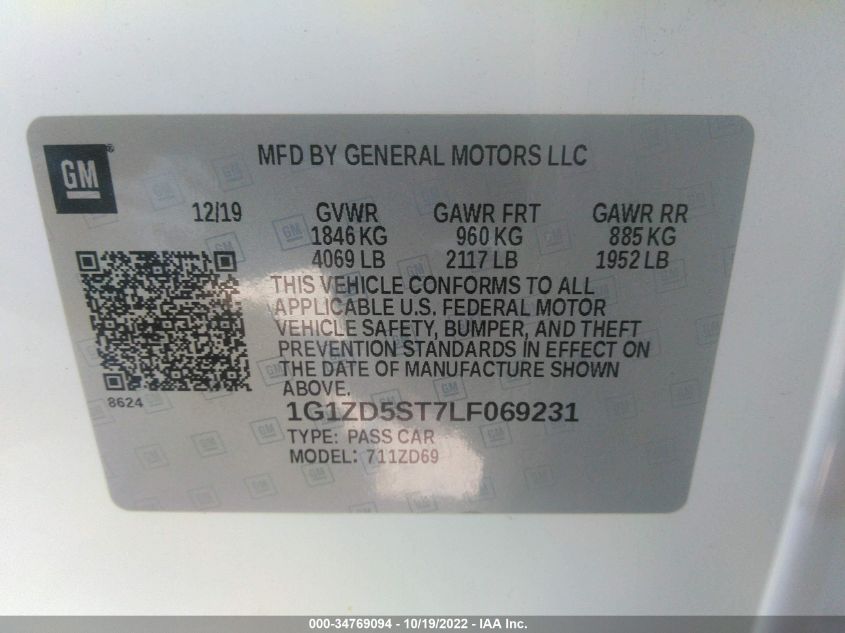 GM®
MFD BY GENERAL MOTORS LLC
12/19 GVWR GAWR FRT GAWR RR
1846 KG 960 KG 885 KG
4069 LB 2117 LB 1952 LB
THIS VEHICLE CONFORMS TO ALL
APPLICABLE U.S. FEDERAL MOTOR
VEHICLE SAFETY, BUMPER, AND THEFT
PREVENTION STANDARDS IN EFFECT ON
THE DATE OF MANUFACTURE SHOWN
ABOVE.
8624
1G1ZD5ST7LF069231
TYPE: PASS CAR
MODEL: 711ZD69
000-34769094 - 10/19/2022 - IAA Inc.